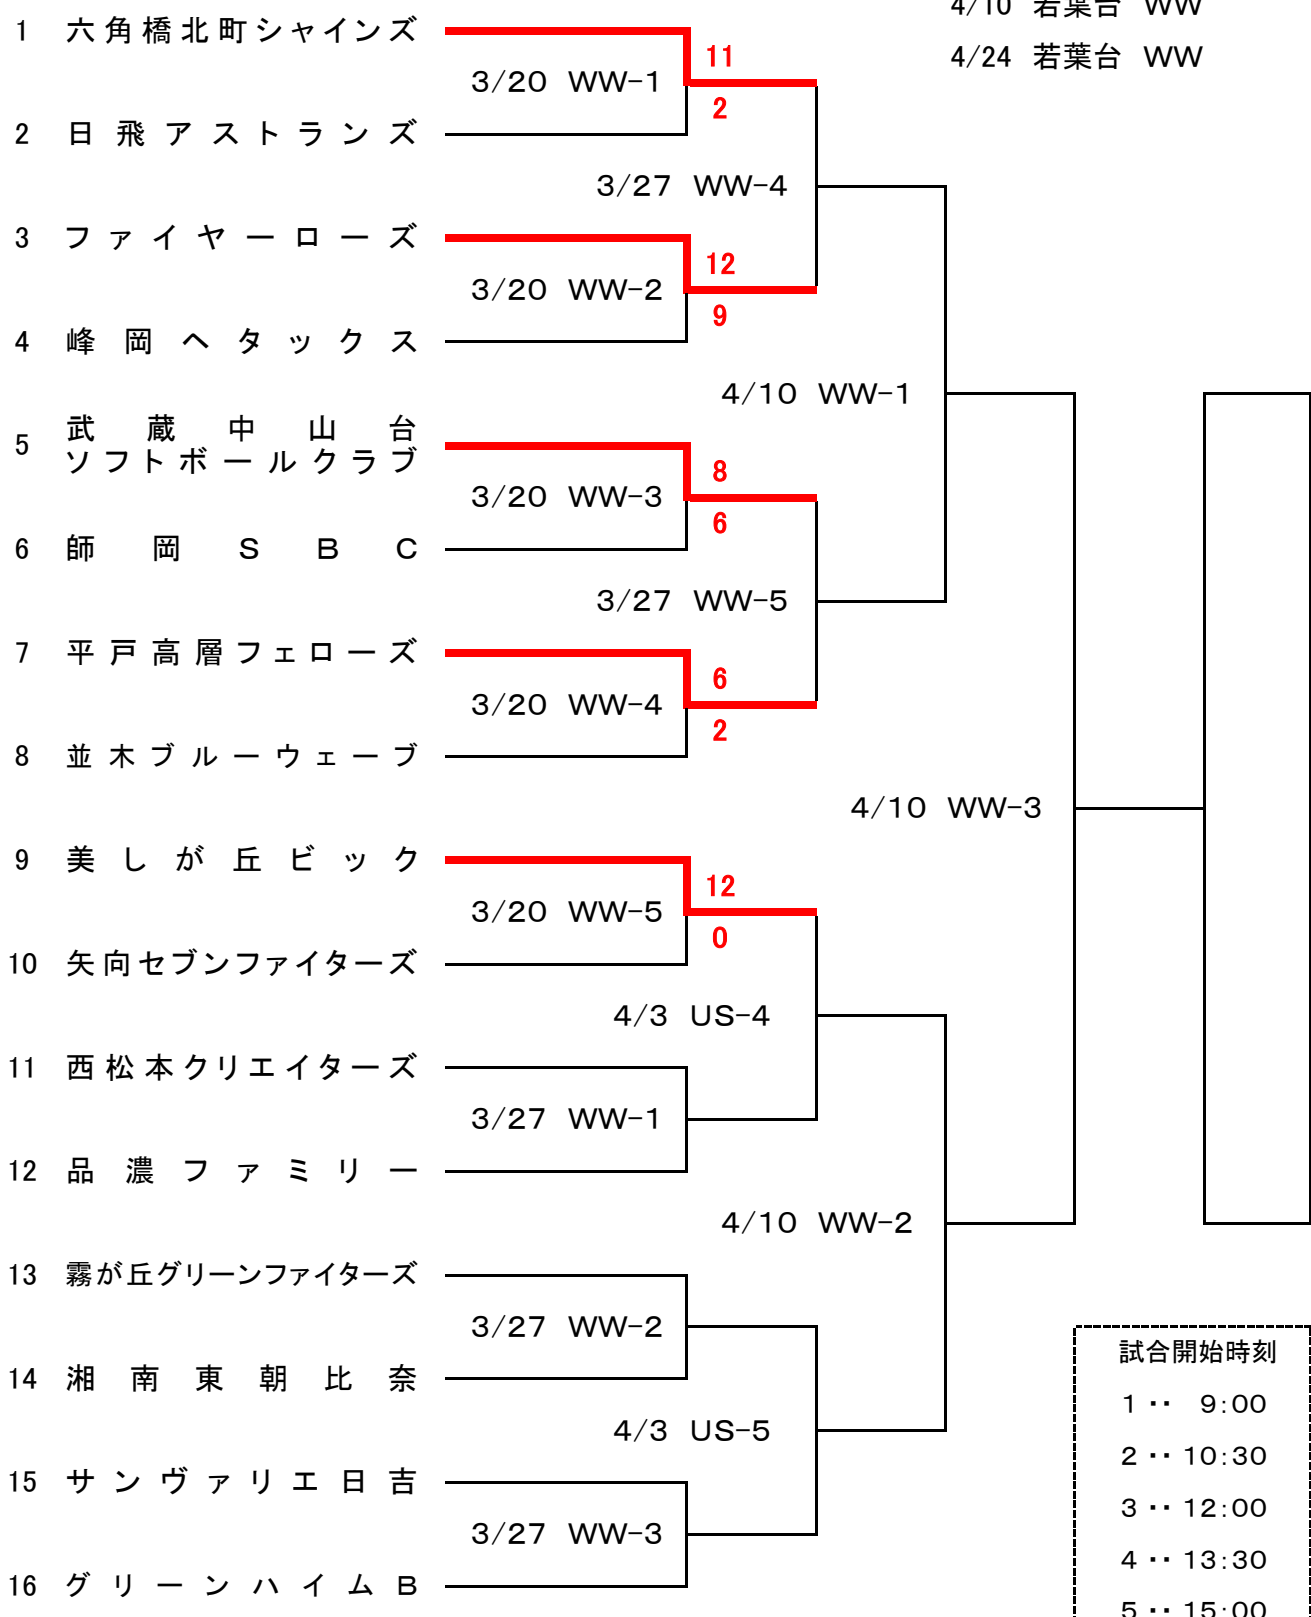 4/10 若葉台 WW
4/24 若葉台 WW
1 六角橋北町シャインズ
11
3/20 WW-1
2
2 日飛アストランズ
3/27 WW-4
3 ファイヤーローズ
12
3/20 WW-2
9
4 峰岡ヘタックス
4/10 WW-1
5 武蔵中山台
ソフトボールクラブ
8
3/20 WW-3
6
6 師岡SBC
3/27 WW-5
7 平戸高層フェローズ
6
3/20 WW-4
2
8 並木ブルーウェーブ
4/10 WW-3
9 美しが丘ビック
12
3/20 WW-5
0
10 矢向セブンファイターズ
4/3 US-4
11 西松本クリエイターズ
3/27 WW-1
12 品濃ファミリー
4/10 WW-2
13 霧が丘グリーンファイターズ
3/27 WW-2
14 湘南東朝比奈
4/3 US-5
15 サンヴァリエ日吉
3/27 WW-3
16 グリーンハイムB
試合開始時刻
1 ‥ 9:00
2 ‥ 10:30
3 ‥ 12:00
4 ‥ 13:30
5 ‥ 15:00